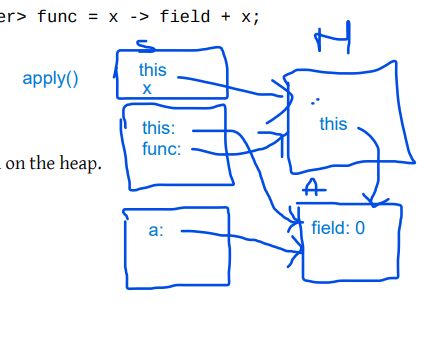 er> func = x -> field + x;
S
H
apply()
this
x
this
this:
func:
on the heap.
A
a:
field: 0